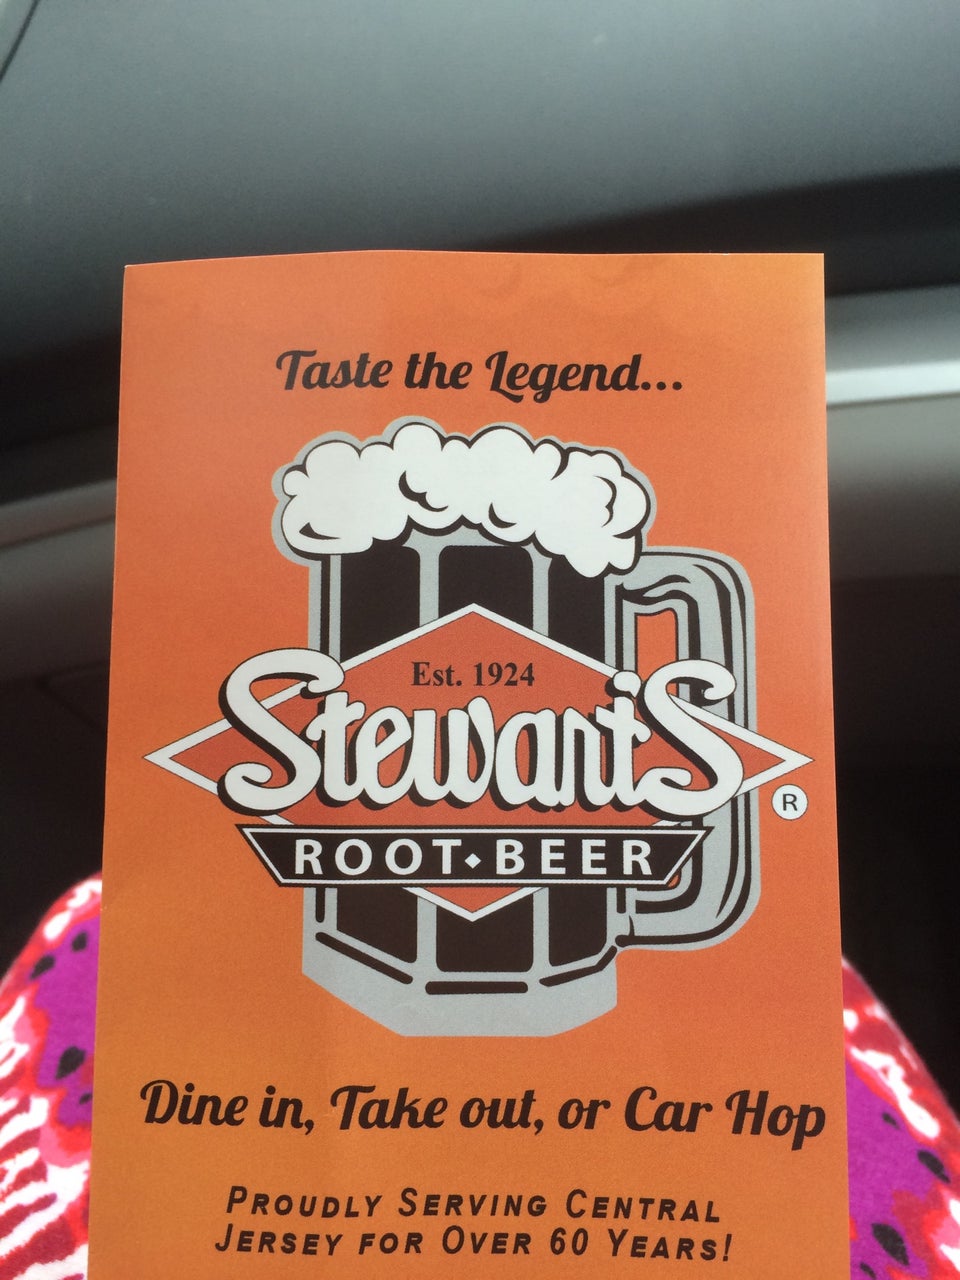 Taste the Legend...
Est. 1924
Stewart'S
ROOT◆BEER
®
Dine in, Take out, or Car Hop
PROUDLY SERVING CENTRAL
JERSEY FOR OVER 60 YEARS!